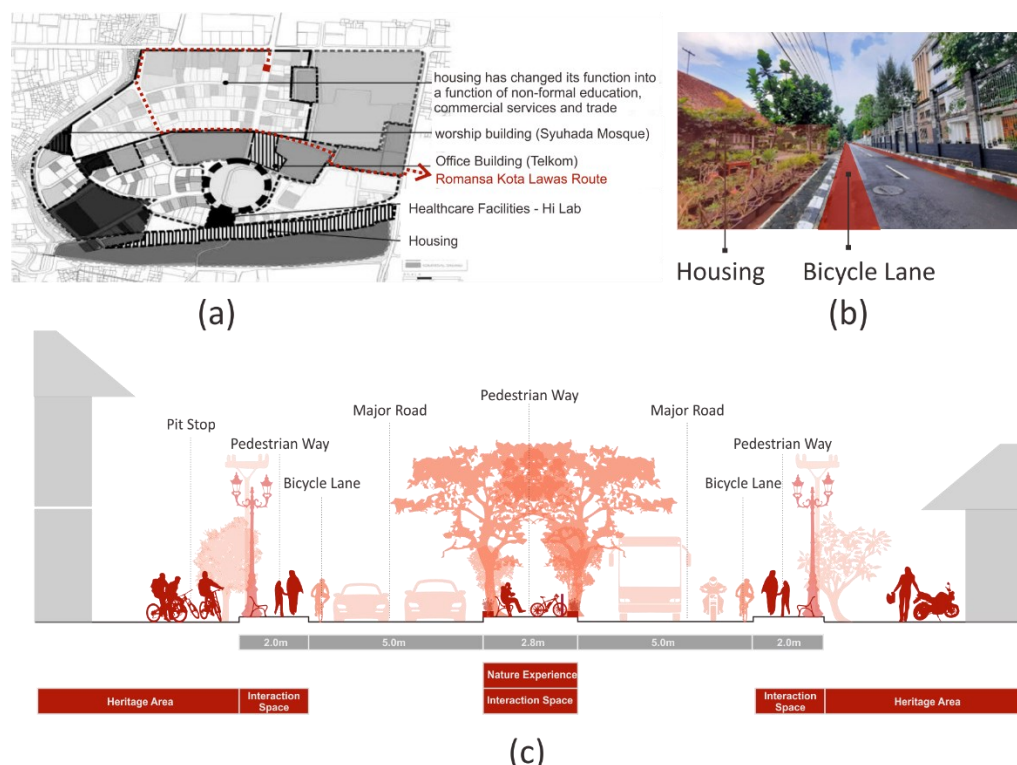 housing has changed its function into
a function of non-formal education,
commercial services and trade
worship building (Syuhada Mosque)
Office Building (Telkom)
Romansa Kota Lawas Route
Healthcare Facilities - Hi Lab
Housing
(a)
Housing
Bicycle Lane
(b)
Pit Stop
Pedestrian Way
Bicycle Lane
Major Road
Pedestrian Way
Major Road
Bicycle Lane
Pedestrian Way
2.0m
5.0m
2.8m
5.0m
2.0m
Nature Experience
Heritage Area
Interaction
Space
Interaction Space
Interaction
Space
Heritage Area
(c)